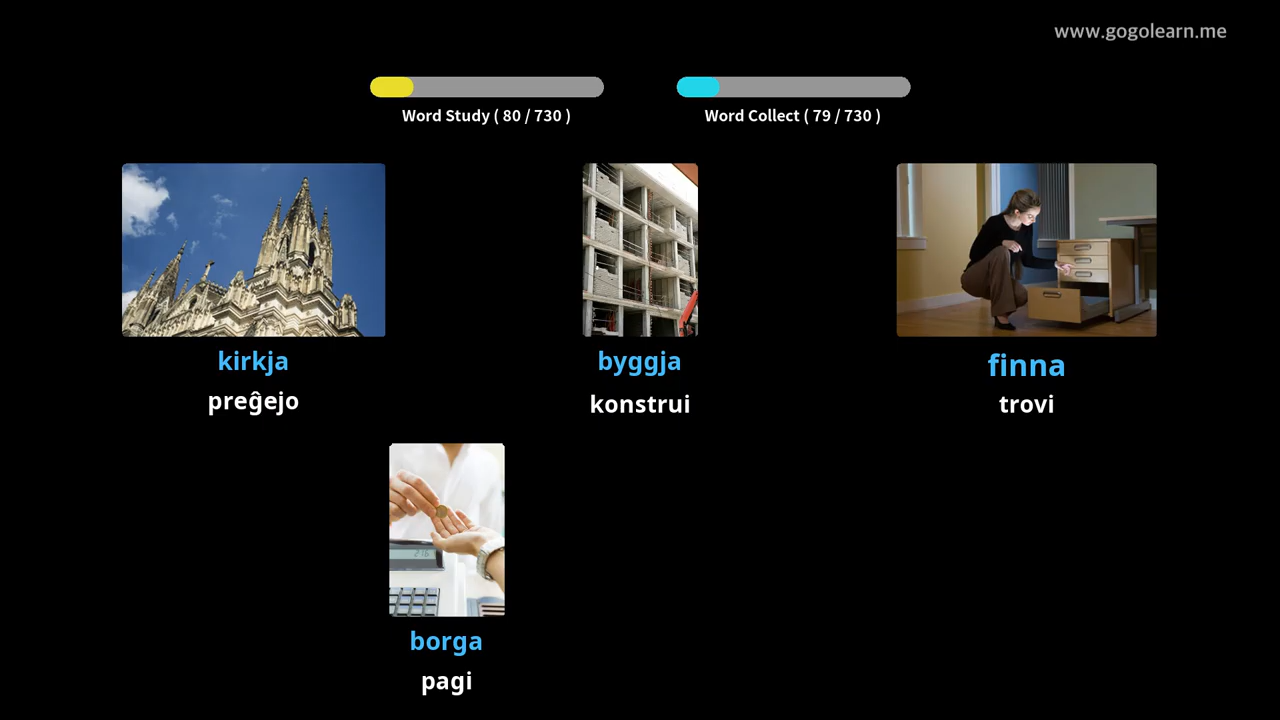 www.gogolearn.me
Word Study ( 80 / 730 )
Word Collect ( 79 / 730 )
kirkja
byggja
finna
preĝejo
konstrui
trovi
borga
pagi